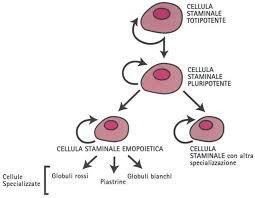 CELLULA
STAMINALE
TOTIPOTENTE
CELLULA
STAMINALE
PLURIPOTENTE
CELLULA STAMINALE EMOPOIETICA
CELLULA
STAMINALE con altra
specializzazione
Cellule
Specializzate
Globuli rossi
Piastrine
Globuli bianchi